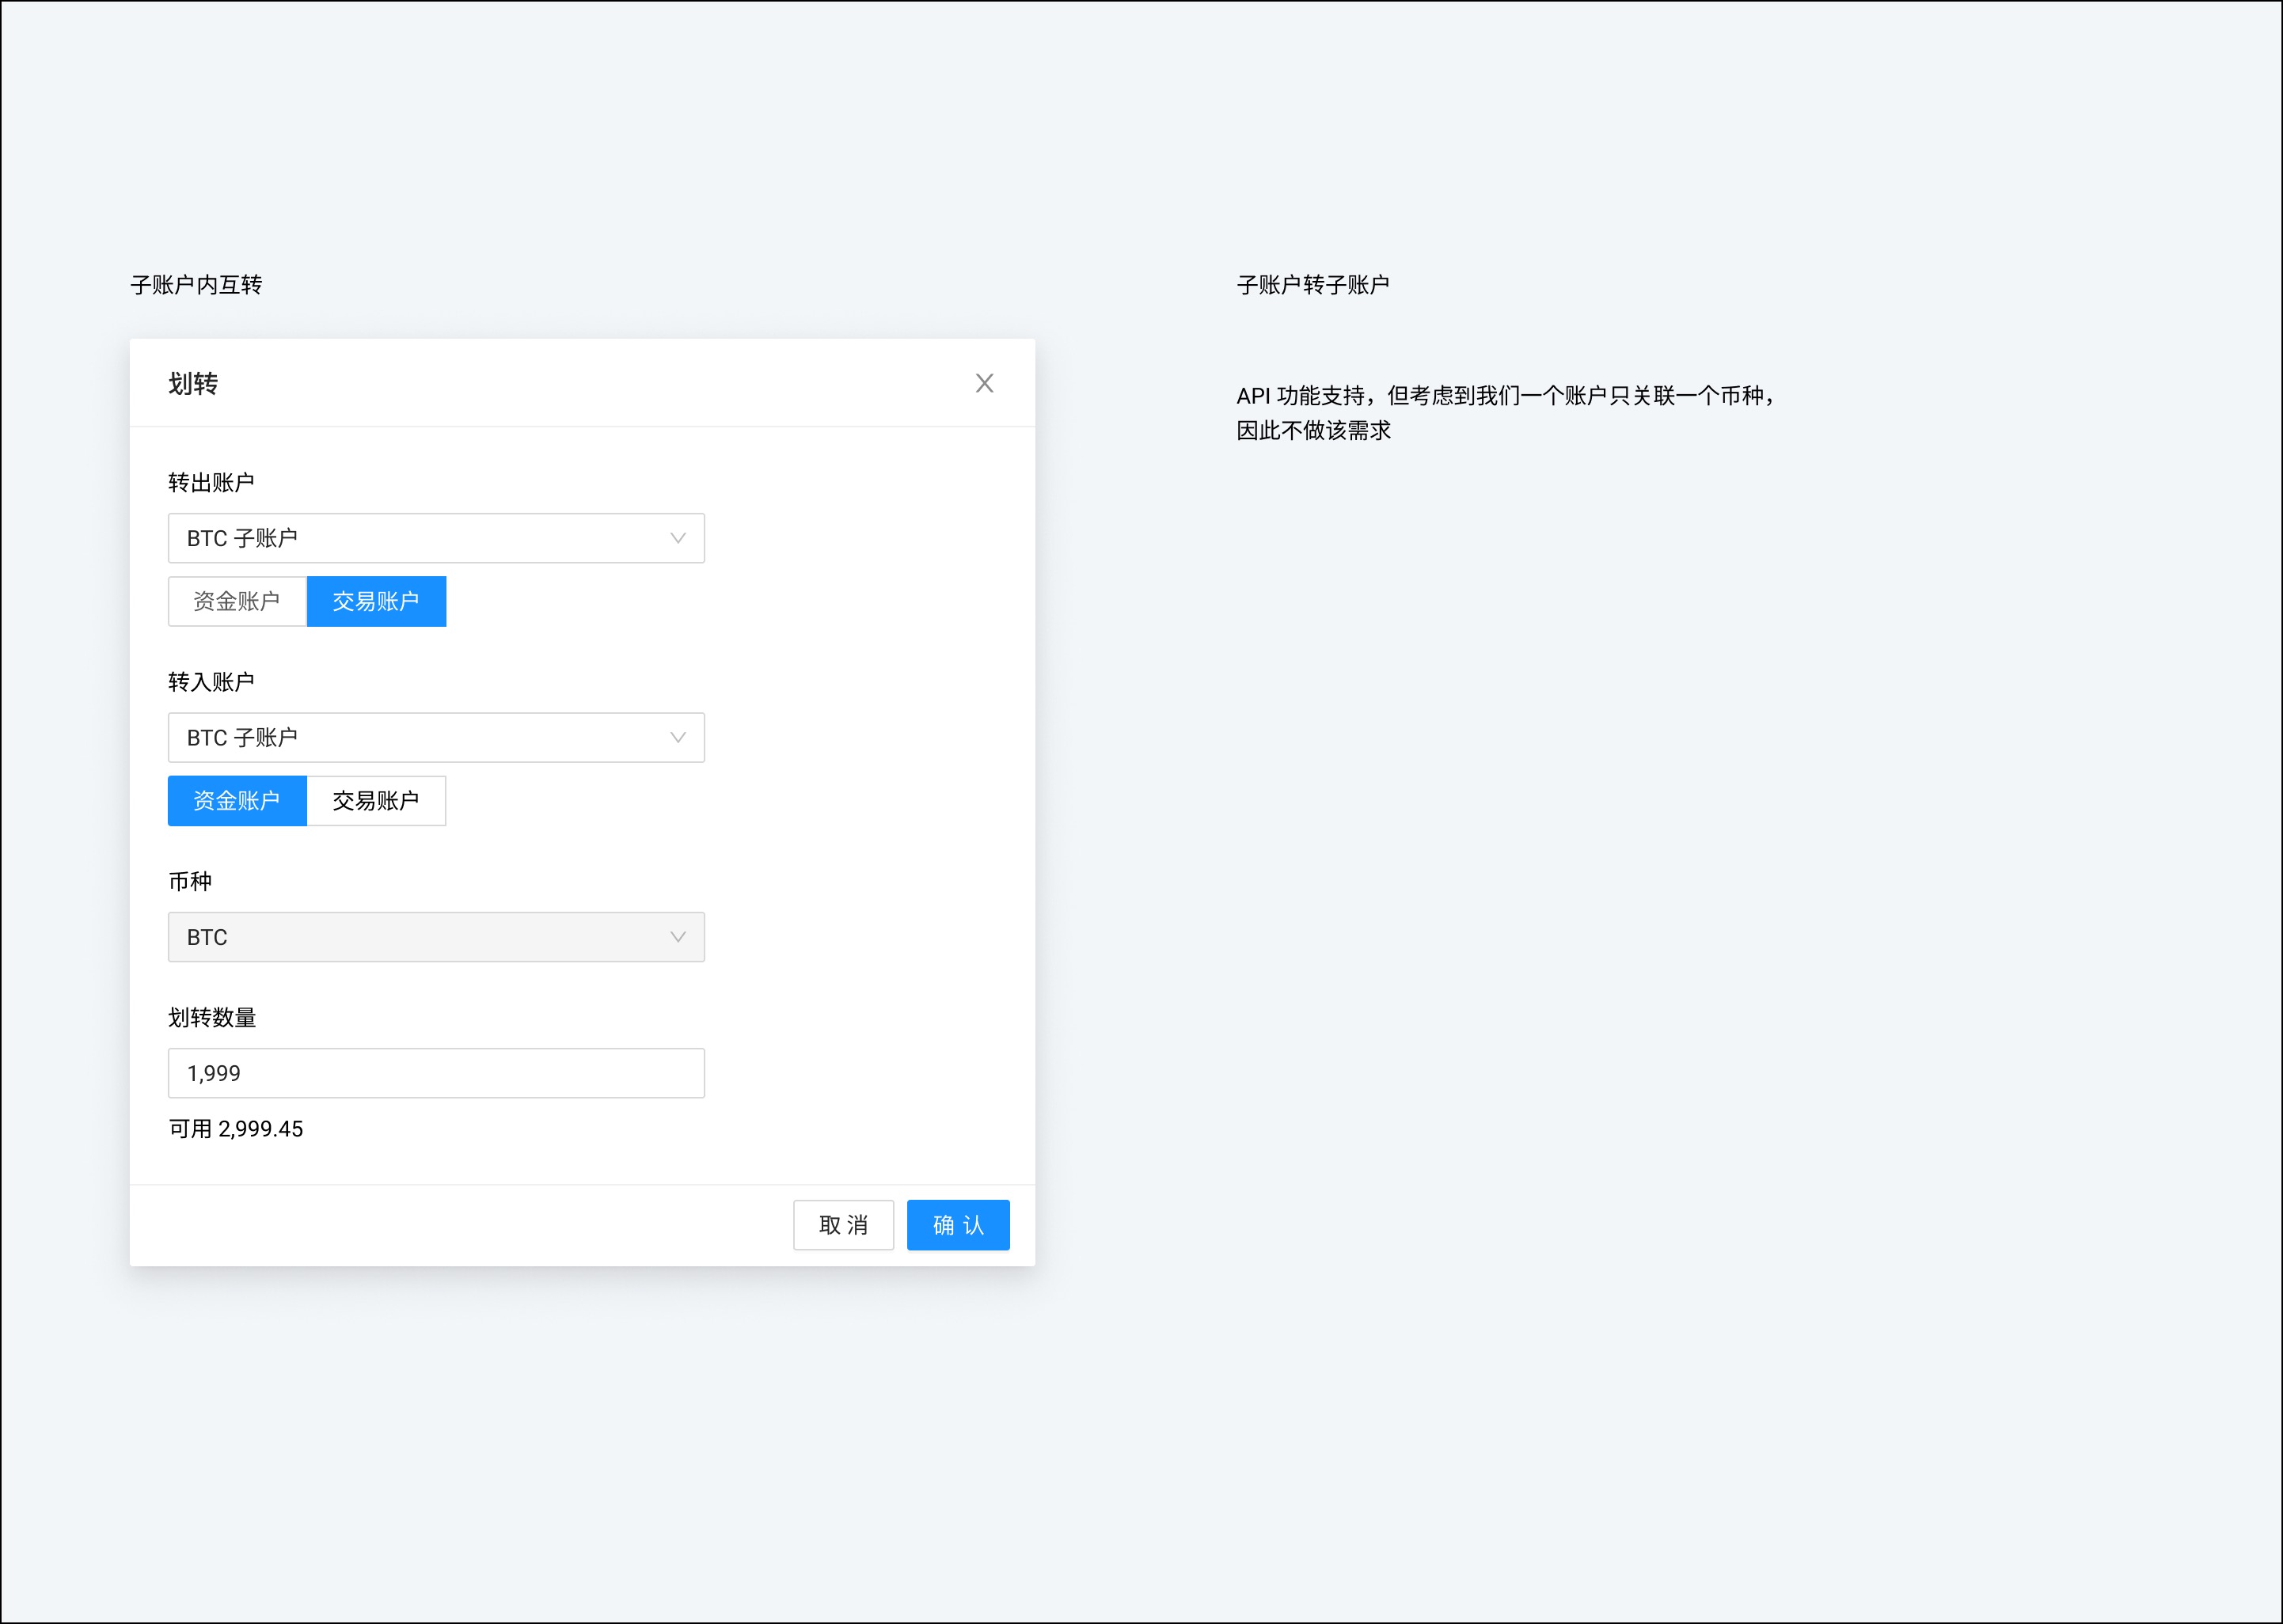 子账户内互转
划转
转出账户
BTC 子账户
资金账户 交易账户
转入账户
BTC 子账户
资金账户 交易账户
币种
BTC
划转数量
1,999
可用 2,999.45
取 消 确 认
子账户转子账户
API 功能支持，但考虑到我们一个账户只关联一个币种，
因此不做该需求